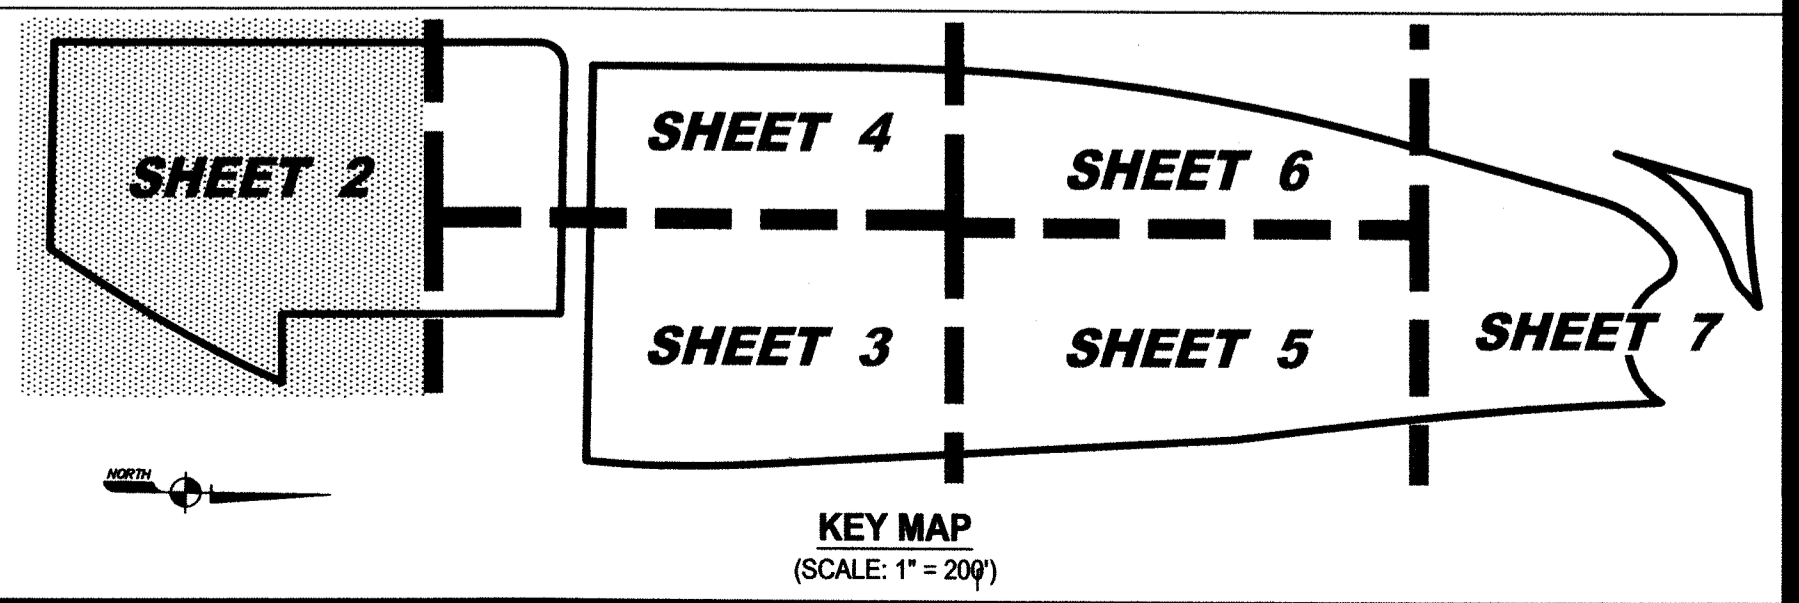 SHEET 2
SHEET 4
SHEET 6
SHEET 3
SHEET 5
SHEET 7
NORTH
KEY MAP
(SCALE: 1" = 200')